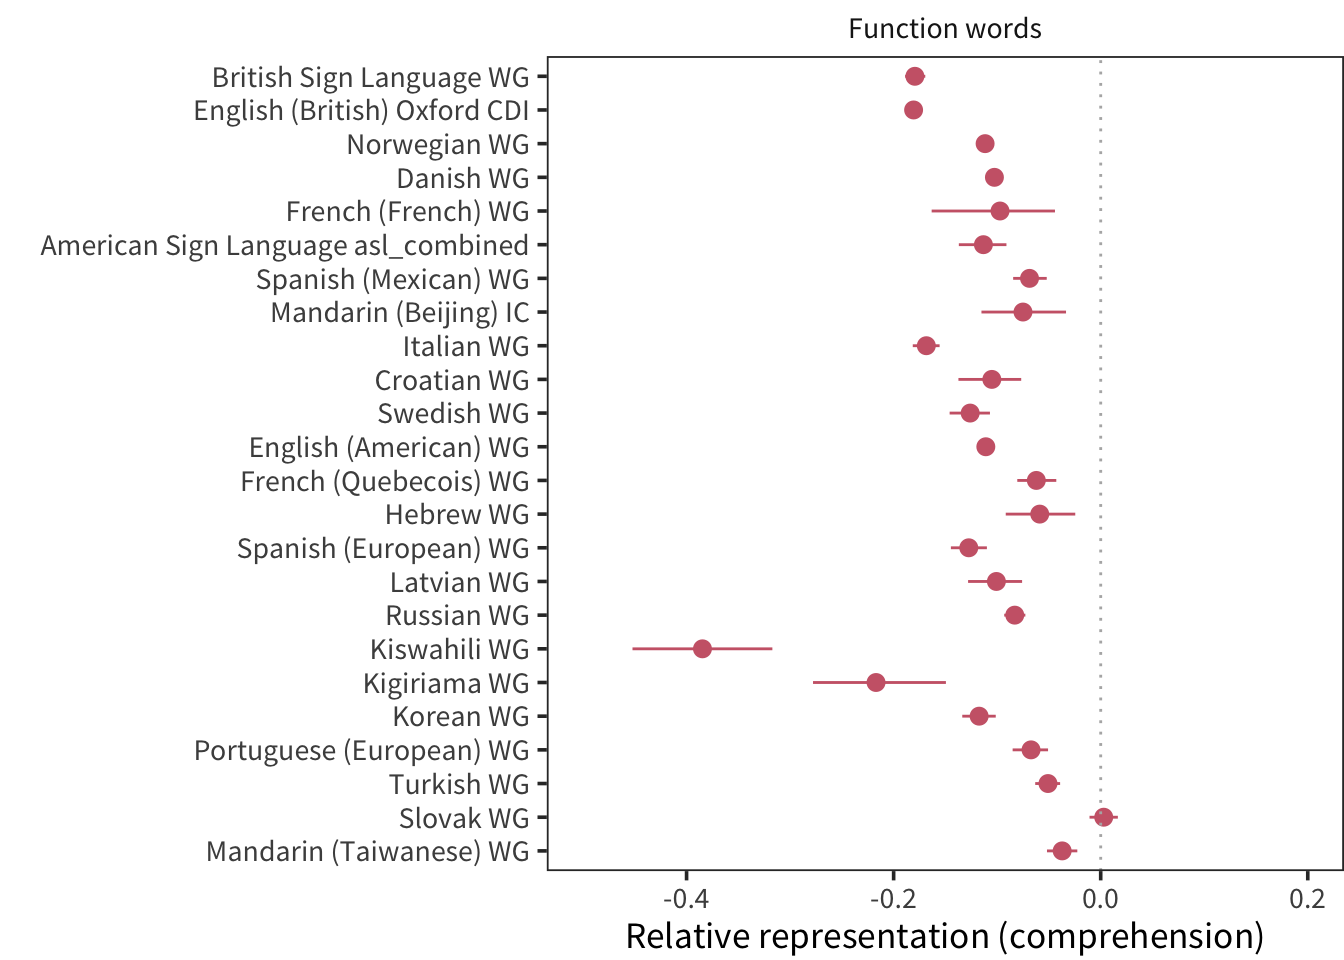 Function words
British Sign Language WG
English (British) Oxford CDI
Norwegian WG
Danish WG
French (French) WG
American Sign Language asl_combined
Spanish (Mexican) WG
Mandarin (Beijing) IC
Italian WG
Croatian WG
Swedish WG
English (American) WG
French (Quebecois) WG
Hebrew WG
Spanish (European) WG
Latvian WG
Russian WG
Kiswahili WG
Kigiriama WG
Korean WG
Portuguese (European) WG
Turkish WG
Slovak WG
Mandarin (Taiwanese) WG
-0.4 -0.2 0.0 0.2
Relative representation (comprehension)